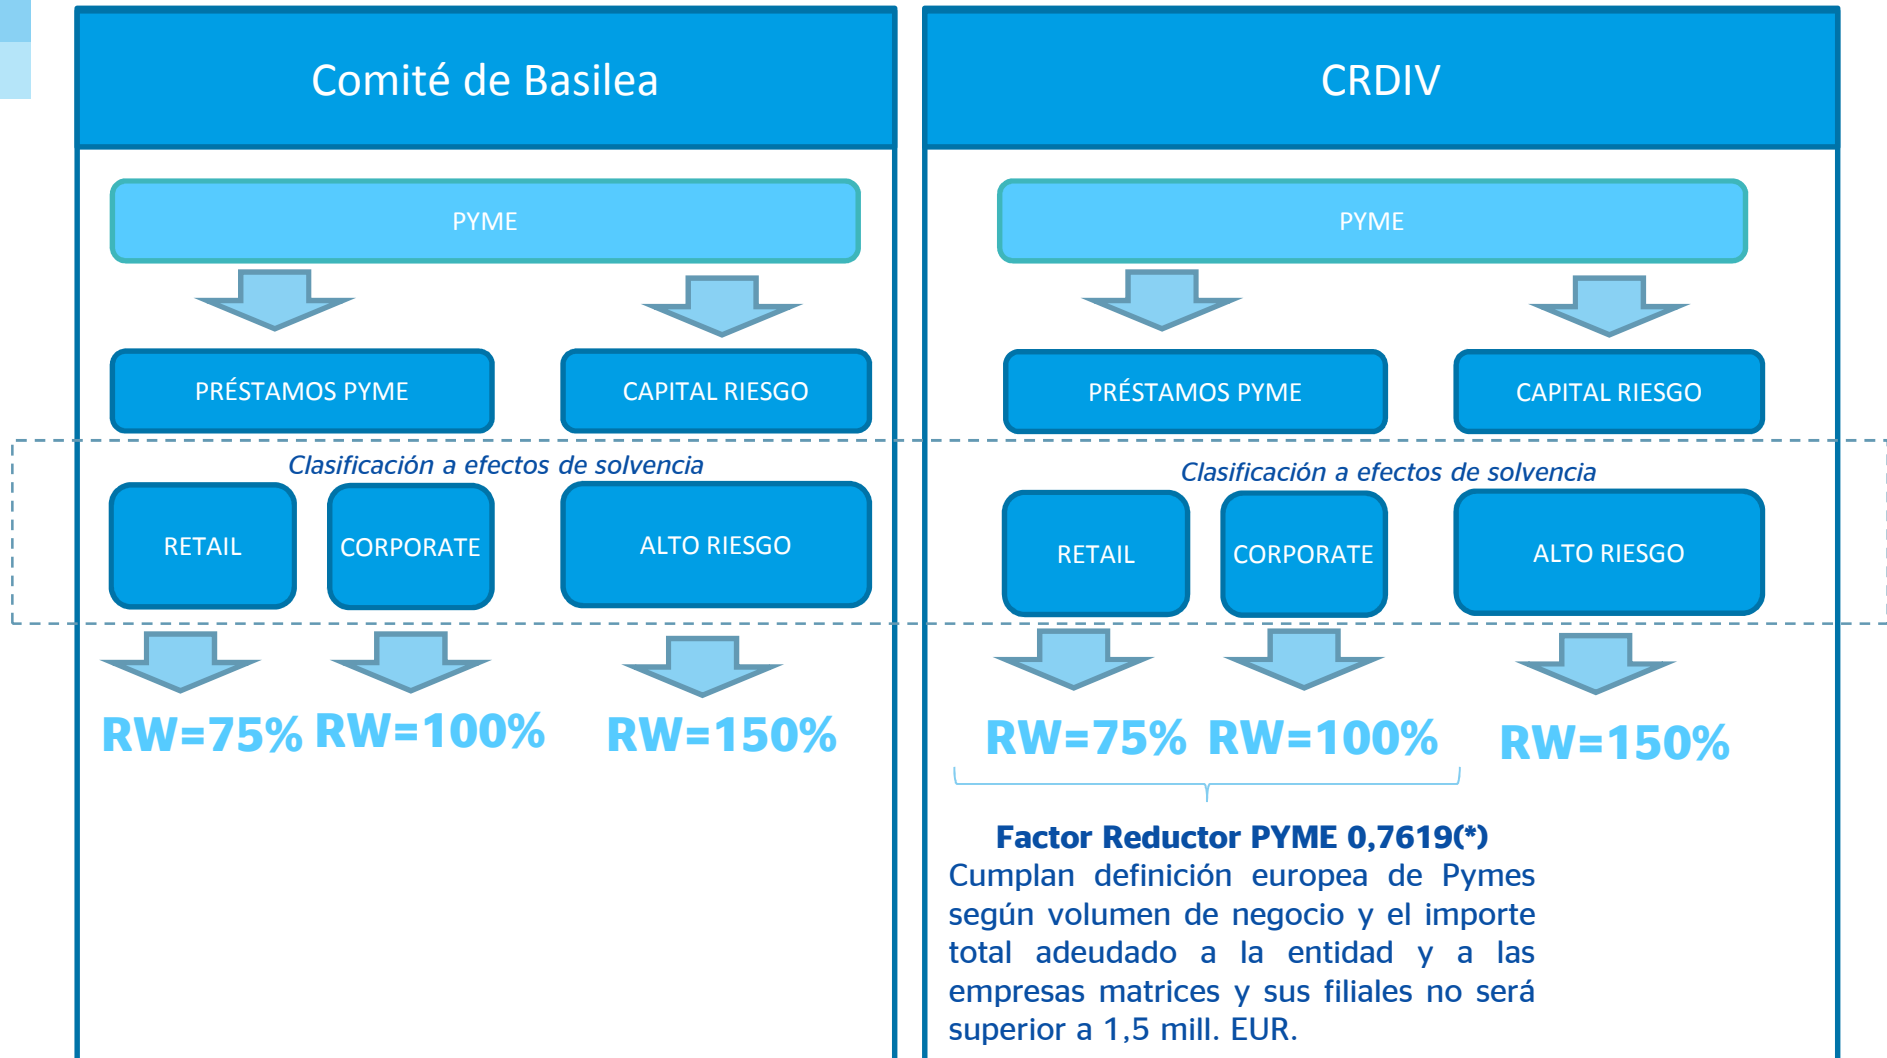 Comité de Basilea
PYME
PRÉSTAMOS PYME
CAPITAL RIESGO
Clasificación a efectos de solvencia
RETAIL
CORPORATE
ALTO RIESGO
RW=75%
RW=100%
RW=150%
CRDIV
PYME
PRÉSTAMOS PYME
CAPITAL RIESGO
Clasificación a efectos de solvencia
RETAIL
CORPORATE
ALTO RIESGO
RW=75%
RW=100%
RW=150%
Factor Reductor PYME 0,7619(*)
Cumplan definición europea de Pymes
según volumen de negocio y el importe
total adeudado a la entidad y a las
empresas matrices y sus filiales no será
superior a 1,5 mill. EUR.